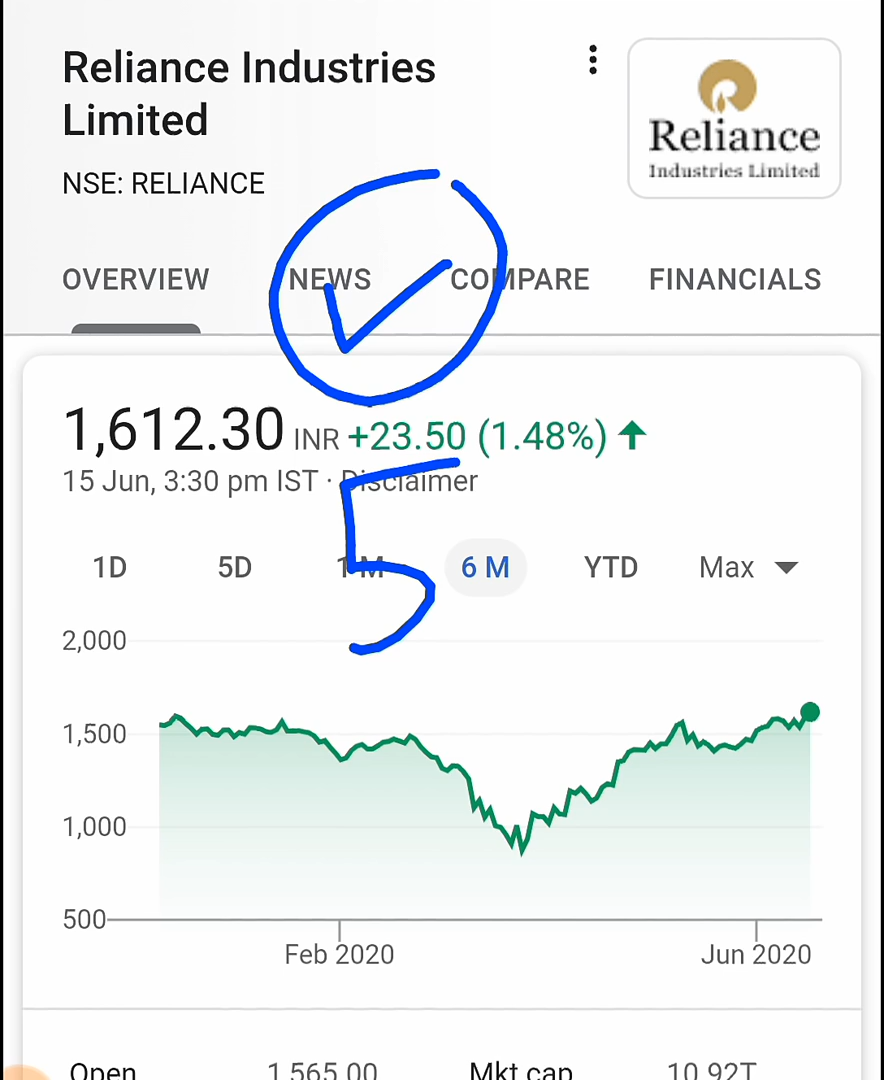 Reliance Industries
Limited
Reliance
Industries Limited
NSE: RELIANCE
OVERVIEW NEWS COMPARE FINANCIALS
1,612.30 INR +23.50 (1.48%)
15 Jun, 3:30 pm IST · Disclaimer
5
1D 5D 1 M 6 M YTD Max
2,000
1,500
1,000
500
Feb 2020 Jun 2020
Open 1,565.00 Mkt cap 10.92T